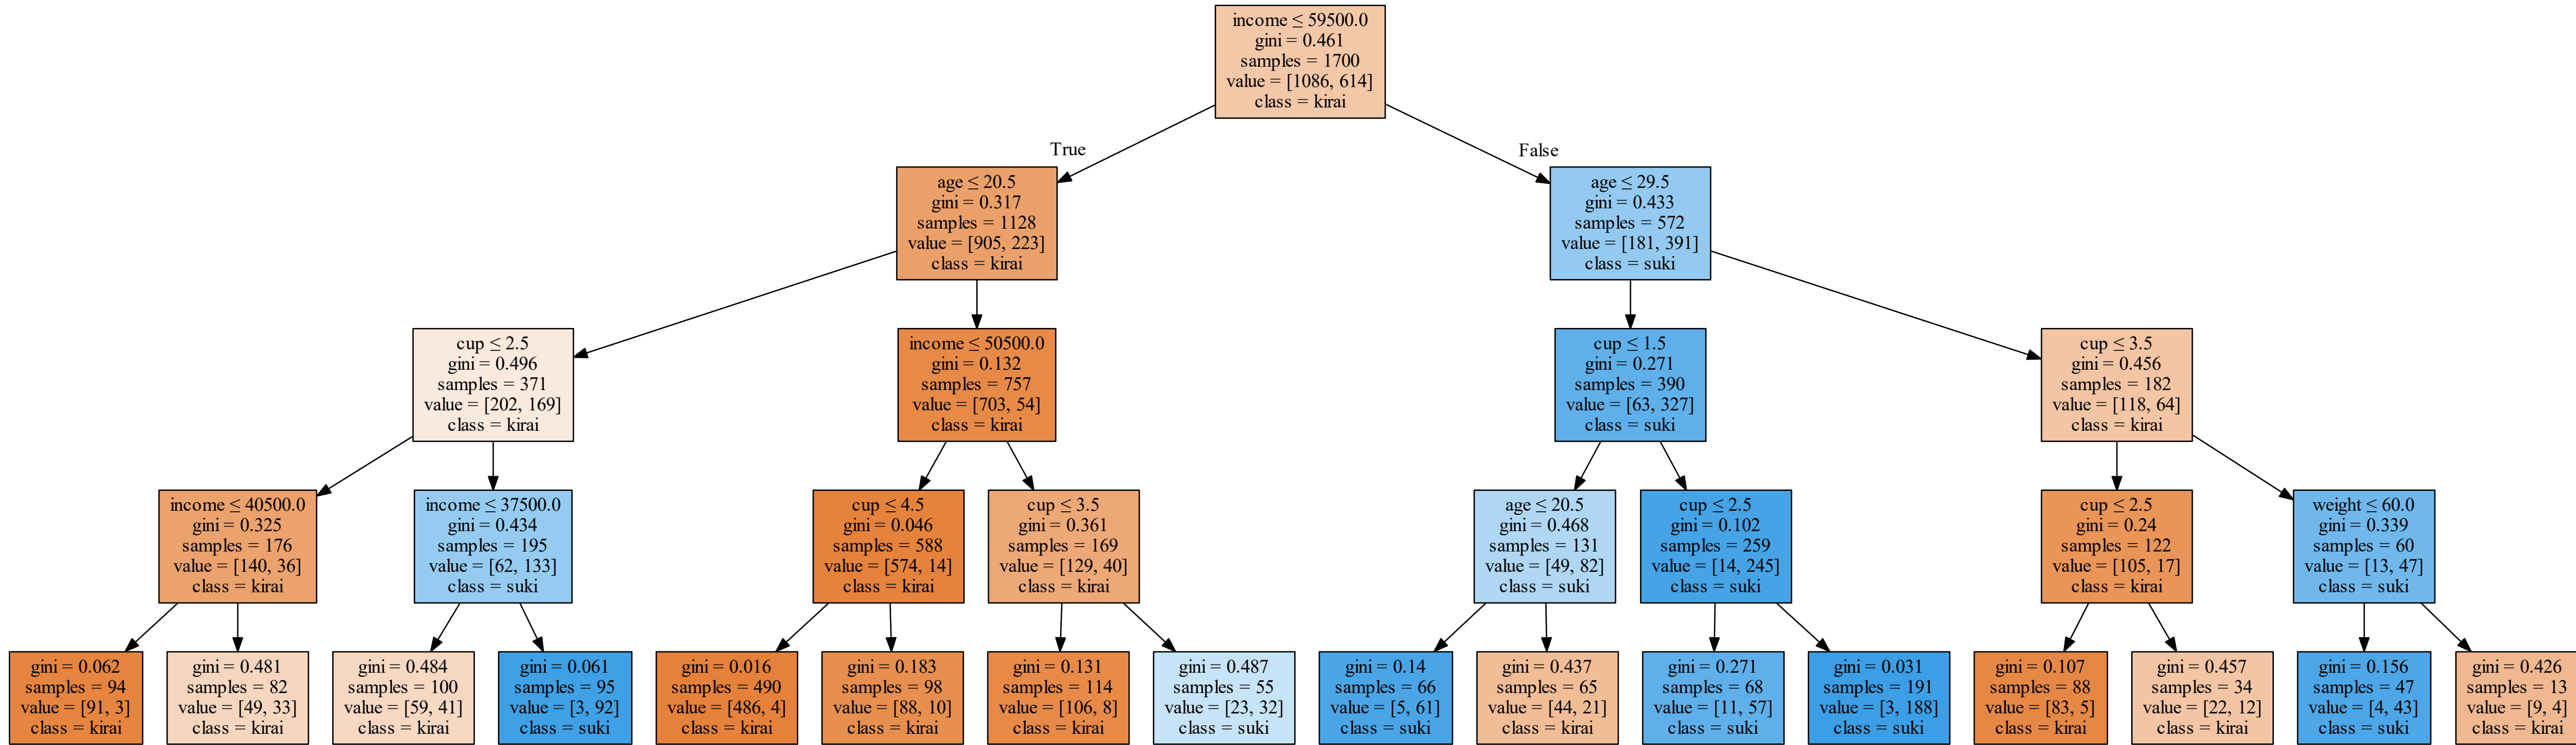 income ≤ 59500.0
gini = 0.461
samples = 1700
value = [1086, 614]
class = kirai
True
False
age ≤ 20.5
gini = 0.317
samples = 1128
value = [905, 223]
class = kirai
age ≤ 29.5
gini = 0.433
samples = 572
value = [181, 391]
class = suki
cup ≤ 2.5
gini = 0.496
samples = 371
value = [202, 169]
class = kirai
income ≤ 50500.0
gini = 0.132
samples = 757
value = [703, 54]
class = kirai
cup ≤ 1.5
gini = 0.271
samples = 390
value = [63, 327]
class = suki
cup ≤ 3.5
gini = 0.456
samples = 182
value = [118, 64]
class = kirai
income ≤ 40500.0
gini = 0.325
samples = 176
value = [140, 36]
class = kirai
income ≤ 37500.0
gini = 0.434
samples = 195
value = [62, 133]
class = suki
cup ≤ 4.5
gini = 0.046
samples = 588
value = [574, 14]
class = kirai
cup ≤ 3.5
gini = 0.361
samples = 169
value = [129, 40]
class = kirai
age ≤ 20.5
gini = 0.468
samples = 131
value = [49, 82]
class = suki
cup ≤ 2.5
gini = 0.102
samples = 259
value = [14, 245]
class = suki
cup ≤ 2.5
gini = 0.24
samples = 122
value = [105, 17]
class = kirai
weight ≤ 60.0
gini = 0.339
samples = 60
value = [13, 47]
class = suki
gini = 0.062
samples = 94
value = [91, 3]
class = kirai
gini = 0.481
samples = 82
value = [49, 33]
class = kirai
gini = 0.484
samples = 100
value = [59, 41]
class = kirai
gini = 0.061
samples = 95
value = [3, 92]
class = suki
gini = 0.016
samples = 490
value = [486, 4]
class = kirai
gini = 0.183
samples = 98
value = [88, 10]
class = kirai
gini = 0.131
samples = 114
value = [106, 8]
class = kirai
gini = 0.487
samples = 55
value = [23, 32]
class = suki
gini = 0.14
samples = 66
value = [5, 61]
class = suki
gini = 0.437
samples = 65
value = [44, 21]
class = kirai
gini = 0.271
samples = 68
value = [11, 57]
class = suki
gini = 0.031
samples = 191
value = [3, 188]
class = suki
gini = 0.107
samples = 88
value = [83, 5]
class = kirai
gini = 0.457
samples = 34
value = [22, 12]
class = kirai
gini = 0.156
samples = 47
value = [4, 43]
class = suki
gini = 0.426
samples = 13
value = [9, 4]
class = kirai